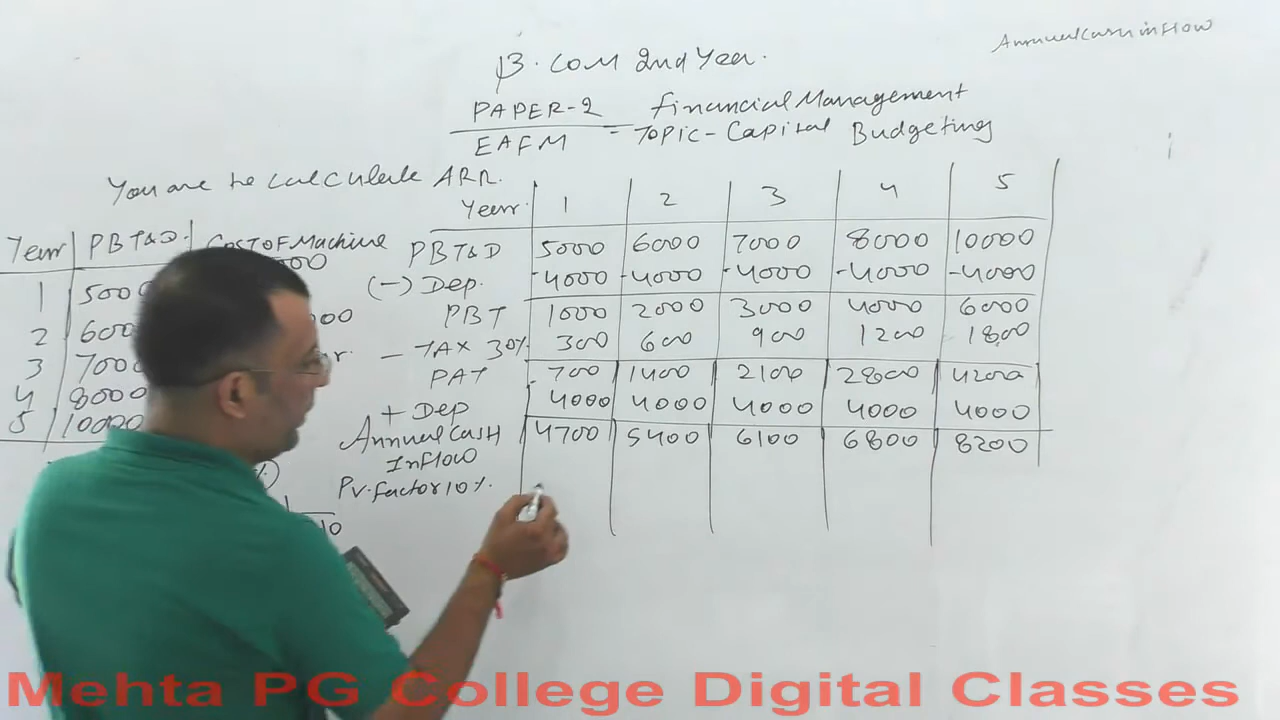 Annual Cash inflow
B. Com 2nd Year.
PAPER-2 Financial Management
EAFM = Topic - Capital Budgeting
You are to calculate ARR.
Year 1 2 3 4 5
Year PBT&D. Cost of Machine
PBT&D 5000 6000 7000 8000 10000
(-) Dep. -4000 -4000 -4000 -4000 -4000
1
PBT 1000 2000 3000 4000 6000
2
- TAX 30% 300 600 900 1200 1800
3
PAT 700 1400 2100 2800 4200
4 8000
+ Dep 4000 4000 4000 4000 4000
5 10000
Annual Cash 4700 5400 6100 6800 8200
Inflow
PV. factor 10%.
Mehta PG College Digital Classes